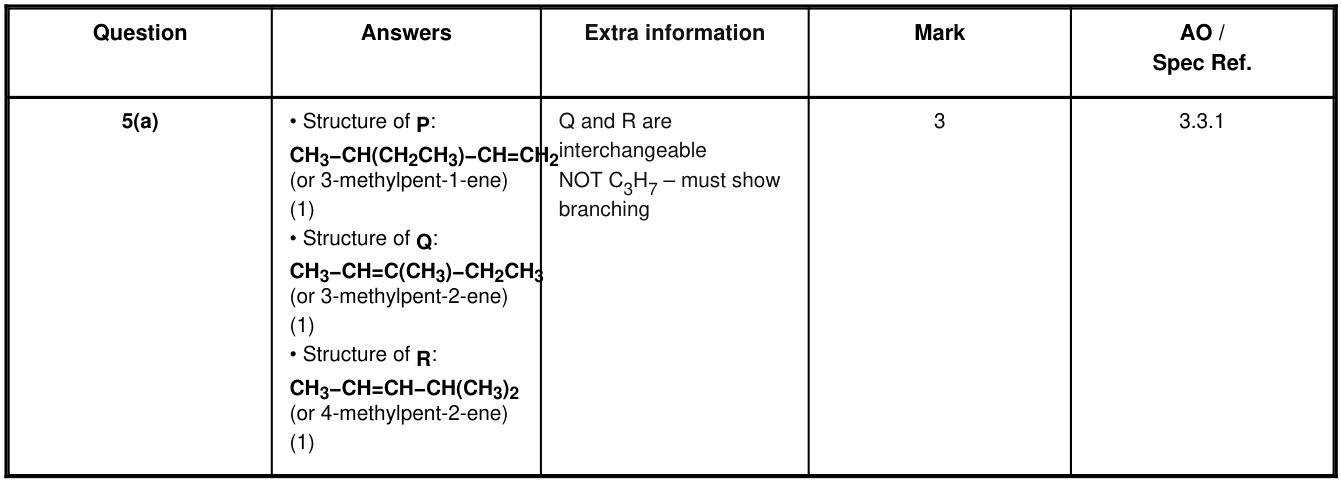 Question Answers Extra information Mark AO /
Spec Ref.
5(a)
• Structure of P:
CH₃–CH(CH₂CH₃)–CH=CH₂
(or 3-methylpent-1-ene)
(1)
• Structure of Q:
CH₃–CH=C(CH₃)–CH₂CH₃
(or 3-methylpent-2-ene)
(1)
• Structure of R:
CH₃–CH=CH–CH(CH₃)₂
(or 4-methylpent-2-ene)
(1)
Q and R are
interchangeable
NOT C₃H₇ – must show
branching
3
3.3.1